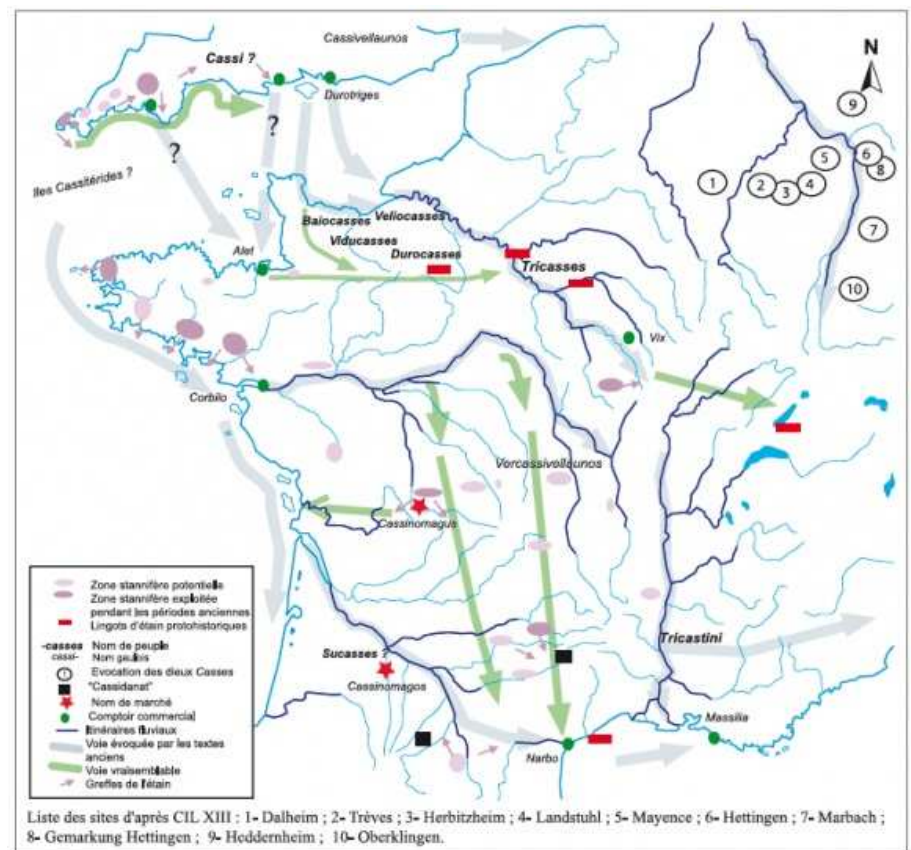 Cassivellaunos
Cassi ?
N
Durotriges
9
?
?
5
6
8
1
2
3
4
Iles Cassitérides ?
Baiocasses
Veliocasses
7
Viducasses
Alet
Durocasses
Tricasses
10
Vix
Corbilo
Vercassivellaunos
Cassinomagus
Zone stannifère potentielle
Zone stannifère exploitée
pendant les périodes anciennes
Lingots d'étain protohistoriques
-casses Nom de peuple
cassi- Nom gaulois
1 Evocation des dieux Casses
"Cassidanat"
Nom de marché
Comptoir commercial
Itinéraires fluviaux
Voie évoquée par les textes
anciens
Voie vraisemblable
Greffes de l'étain
Tricastini
Sucasses ?
Cassinomagos
Massilia
Narbo
Liste des sites d'après CIL XIII : 1- Dalheim ; 2- Trèves ; 3- Herbitzheim ; 4- Landstuhl ; 5- Mayence ; 6- Hettingen ; 7- Marbach ;
8- Gemarkung Hettingen ; 9- Heddernheim ; 10- Oberklingen.